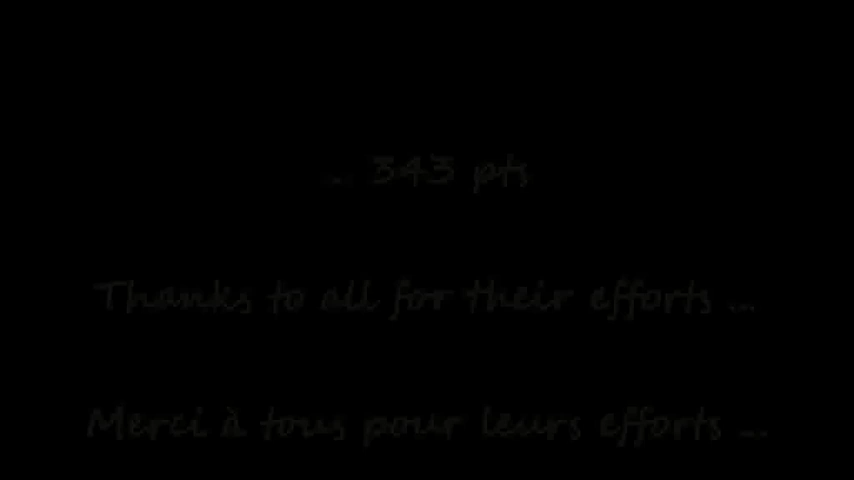 ... 343 pts
Thanks to all for their efforts ...
Merci à tous pour leurs efforts ...